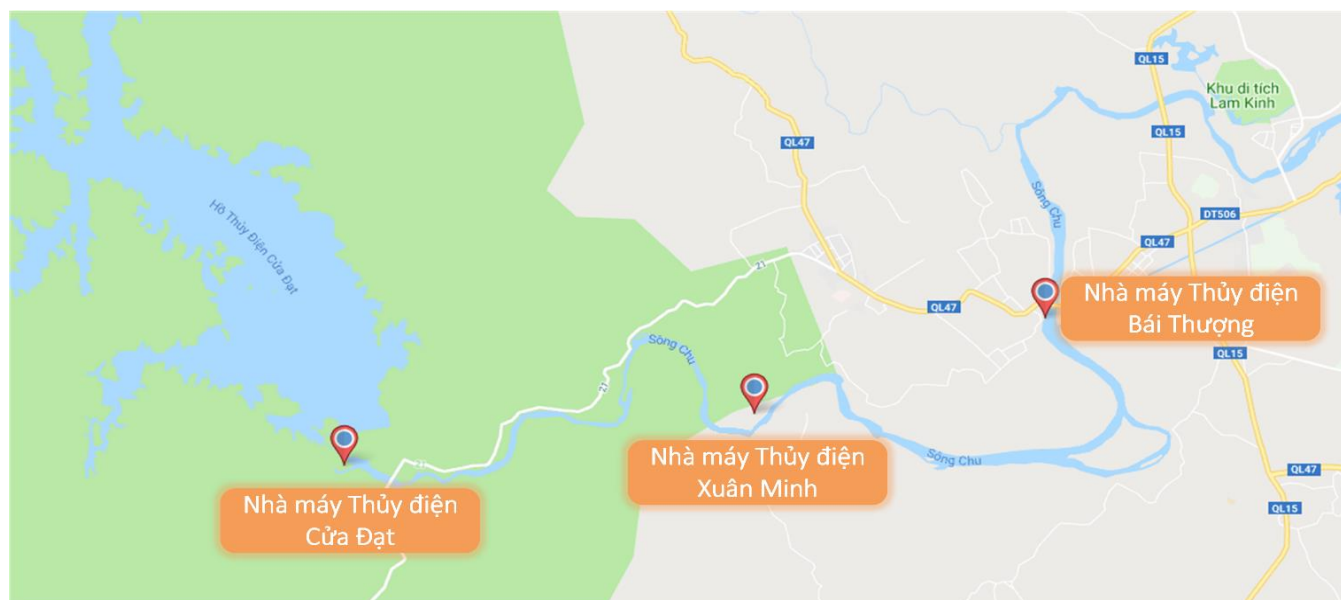 QL15
Khu di tích
Lam Kinh
QL15
QL47
Sông Chu
Hồ Thủy Điện Cửa Đạt
DT506
QL47
21
Nhà máy Thủy điện
Bái Thượng
QL47
Sông Chu
QL15
21
Nhà máy Thủy điện
Xuân Minh
Sông Chu
21
QL47
Nhà máy Thủy điện
Cửa Đạt
QL15